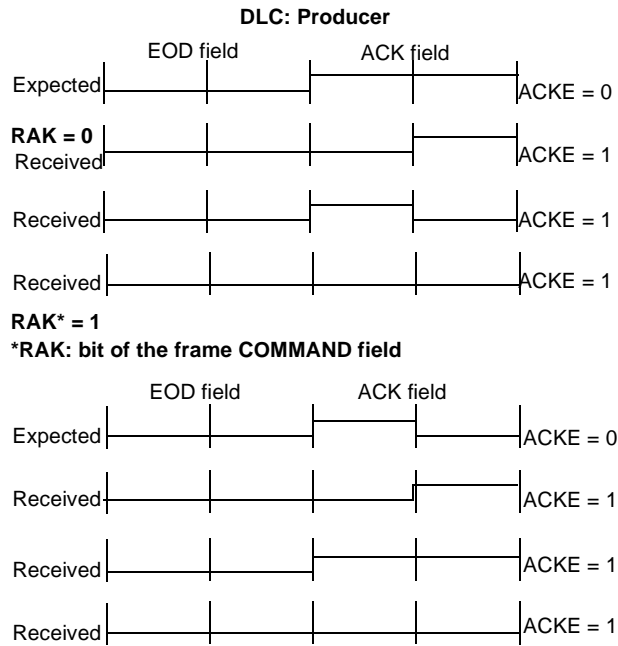 DLC: Producer
EOD field ACK field
Expected ACKE = 0
RAK = 0
Received ACKE = 1
Received ACKE = 1
Received ACKE = 1
RAK* = 1
*RAK: bit of the frame COMMAND field
EOD field ACK field
Expected ACKE = 0
Received ACKE = 1
Received ACKE = 1
Received ACKE = 1